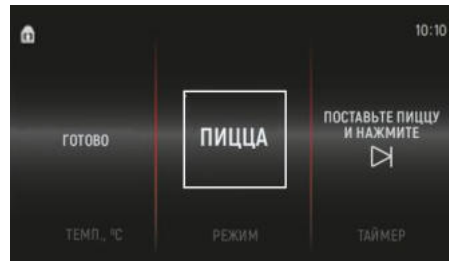 10:10
ГОТОВО
ПИЦЦА
ПОСТАВЬТЕ ПИЦЦУ
И НАЖМИТЕ
ТЕМП., °C
РЕЖИМ
ТАЙМЕР